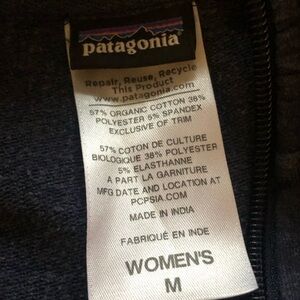 patagonia
Repair, Reuse, Recycle
This Product
www.patagonia.com
57% ORGANIC COTTON 38%
POLYESTER 5% SPANDEX
EXCLUSIVE OF TRIM
57% COTON DE CULTURE
BIOLOGIQUE 38% POLYESTER
5% ELASTHANNE
A PART LA GARNITURE
MFG DATE AND LOCATION AT
PCPSIA.COM
MADE IN INDIA
FABRIQUÉ EN INDE
WOMEN'S
M